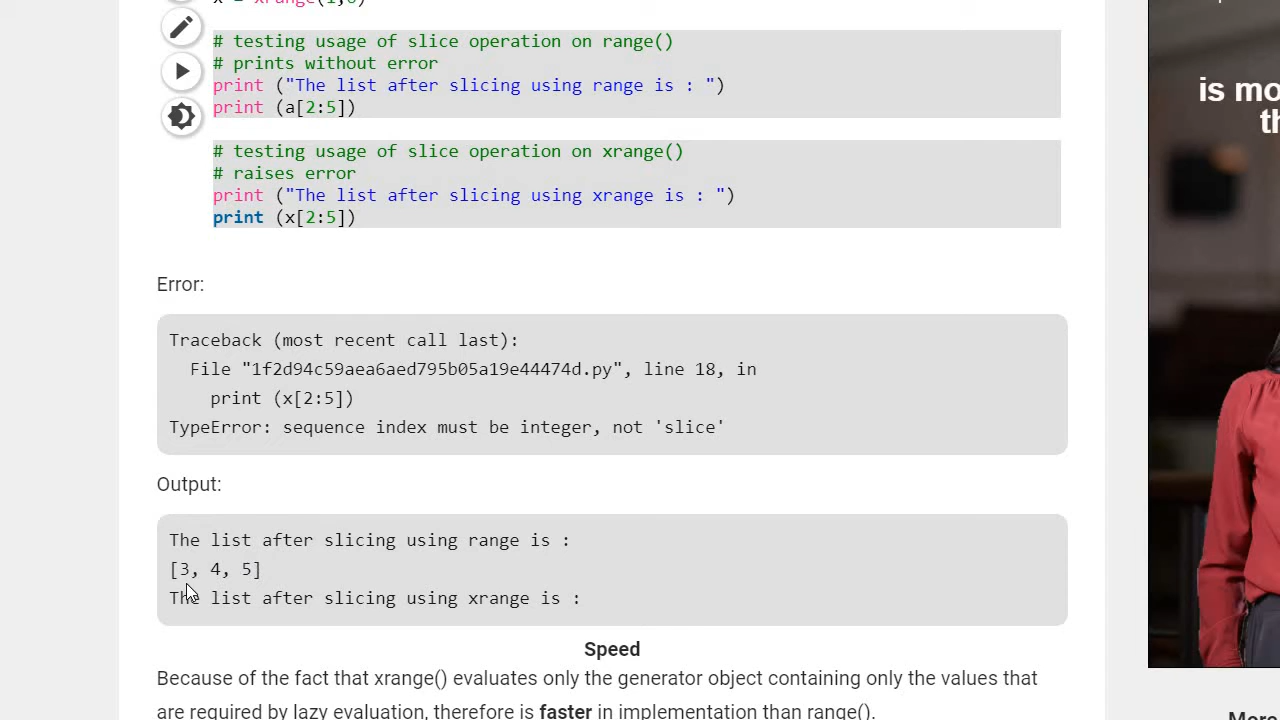 x = xrange(1,6)
# testing usage of slice operation on range()
# prints without error
print ("The list after slicing using range is : ")
print (a[2:5])
# testing usage of slice operation on xrange()
# raises error
print ("The list after slicing using xrange is : ")
print (x[2:5])
Error:
Traceback (most recent call last):
File "1f2d94c59aea6aed795b05a19e44474d.py", line 18, in
print (x[2:5])
TypeError: sequence index must be integer, not 'slice'
Output:
The list after slicing using range is :
[3, 4, 5]
The list after slicing using xrange is :
Speed
Because of the fact that xrange() evaluates only the generator object containing only the values that
are required by lazy evaluation, therefore is faster in implementation than range().
is mo
th
More